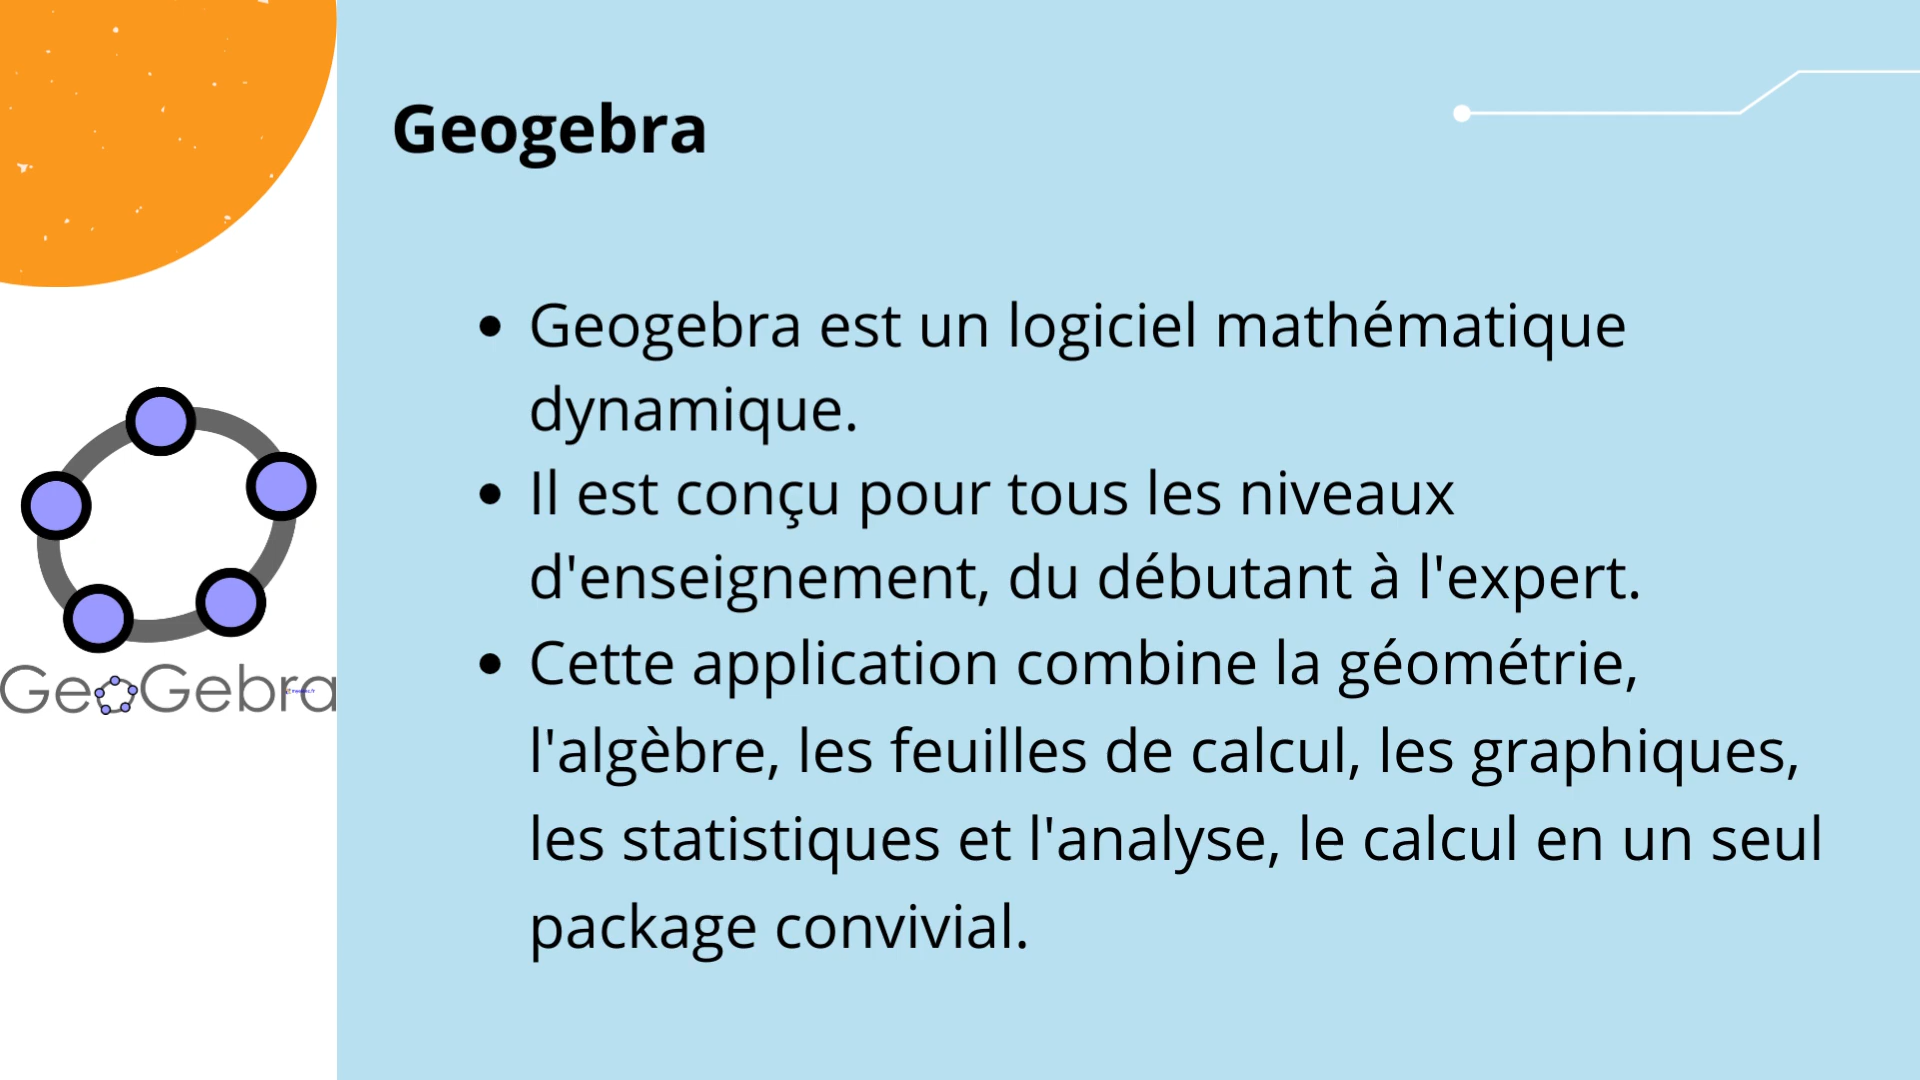 Geogebra
• Geogebra est un logiciel mathématique
dynamique.
• Il est conçu pour tous les niveaux
d'enseignement, du débutant à l'expert.
• Cette application combine la géométrie,
l'algèbre, les feuilles de calcul, les graphiques,
les statistiques et l'analyse, le calcul en un seul
package convivial.
GeoGebra